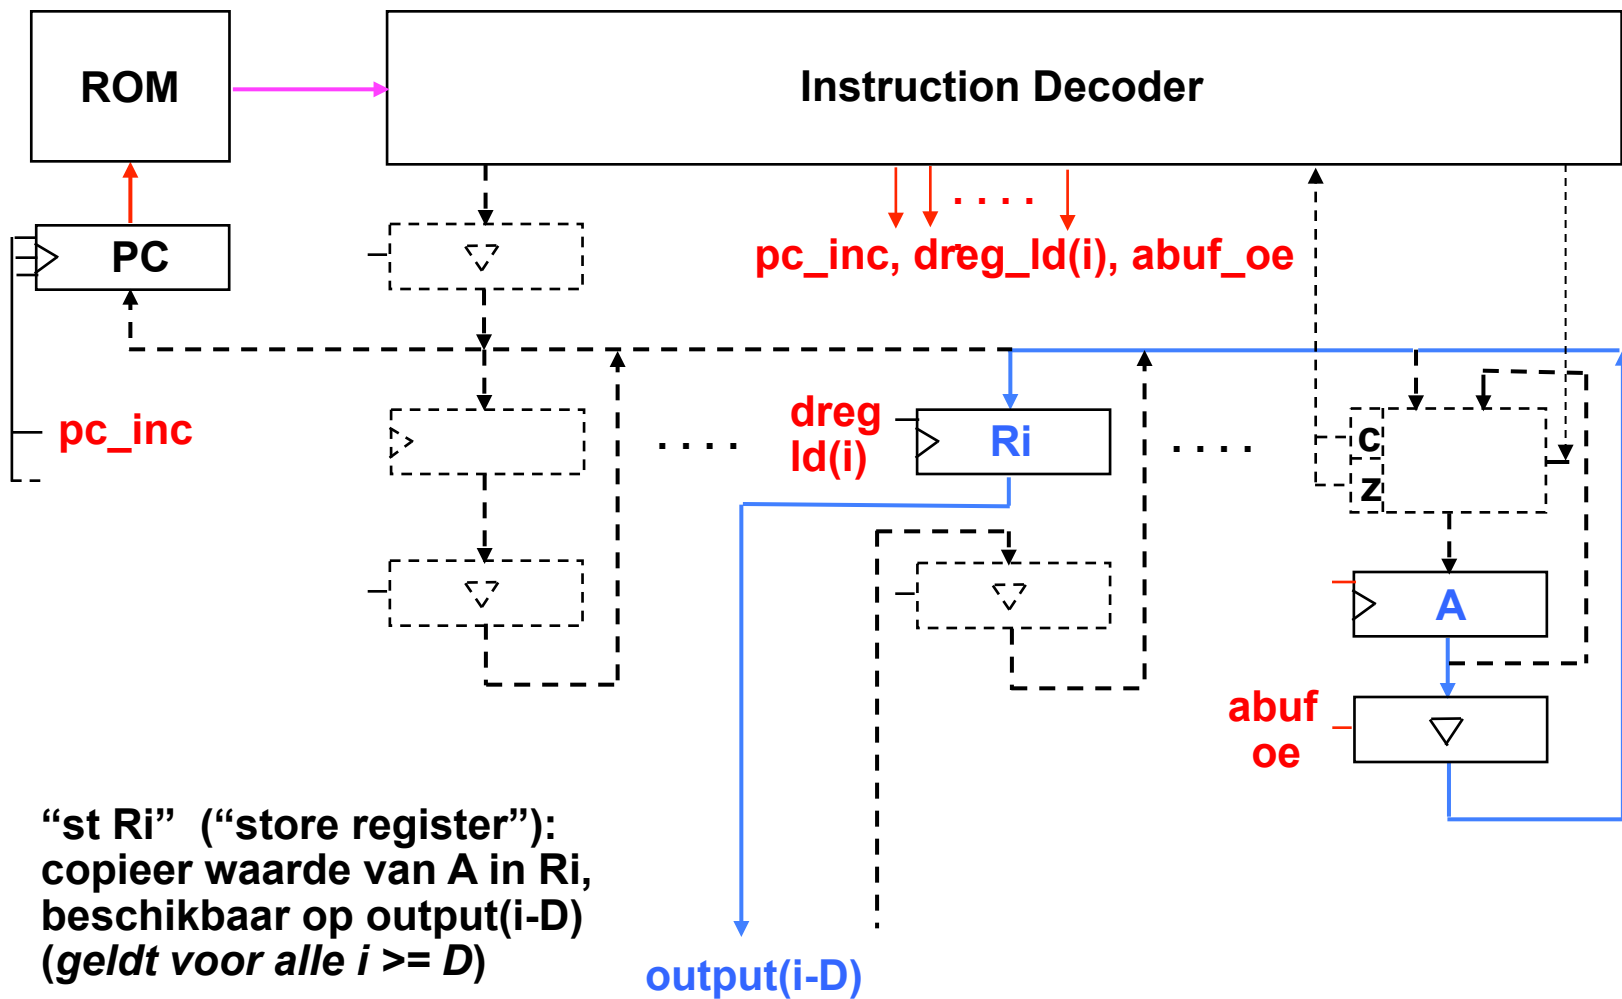 ROM
Instruction Decoder
PC
. . . .
pc_inc, dreg_ld(i), abuf_oe
pc_inc
. . . .
dreg
ld(i)
Ri
. . . .
c
z
A
abuf
oe
“st Ri” (“store register”):
copieer waarde van A in Ri,
beschikbaar op output(i-D)
(geldt voor alle i >= D)
output(i-D)